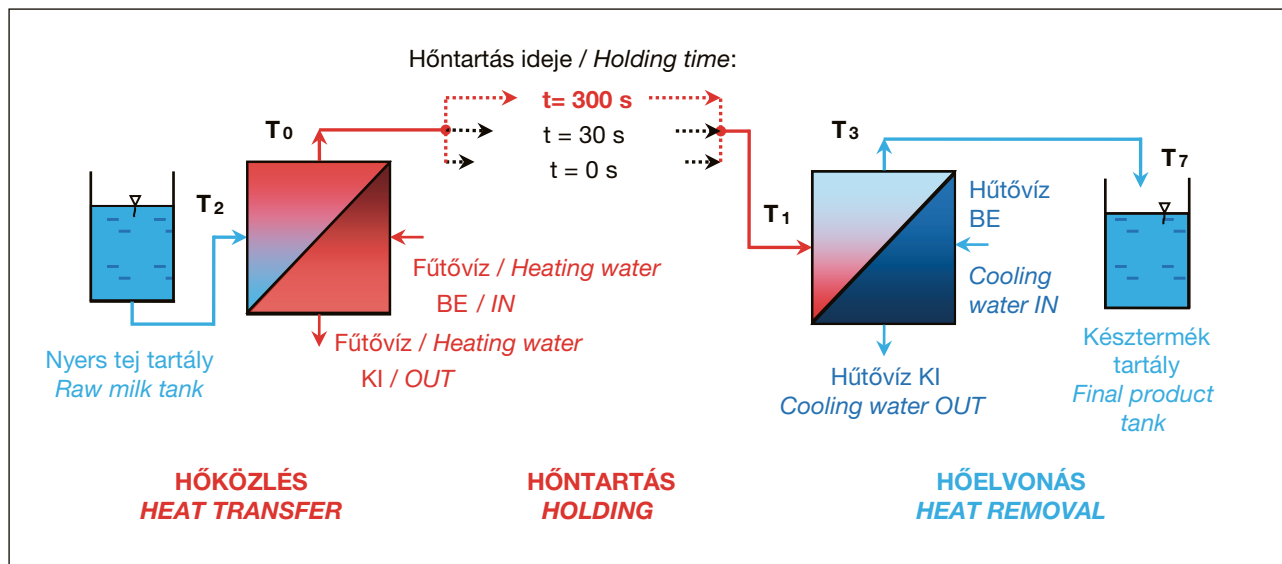 Hőntartás ideje / Holding time:
t= 300 s
t = 30 s
t = 0 s
T0
T2
T1
T3
T7
Nyers tej tartály
Raw milk tank
Fűtővíz / Heating water
BE / IN
Fűtővíz / Heating water
KI / OUT
Hűtővíz
BE
Cooling
water IN
Hűtővíz KI
Cooling water OUT
Késztermék
tartály
Final product
tank
HŐKÖZLÉS
HEAT TRANSFER
HŐNTARTÁS
HOLDING
HŐELVONÁS
HEAT REMOVAL